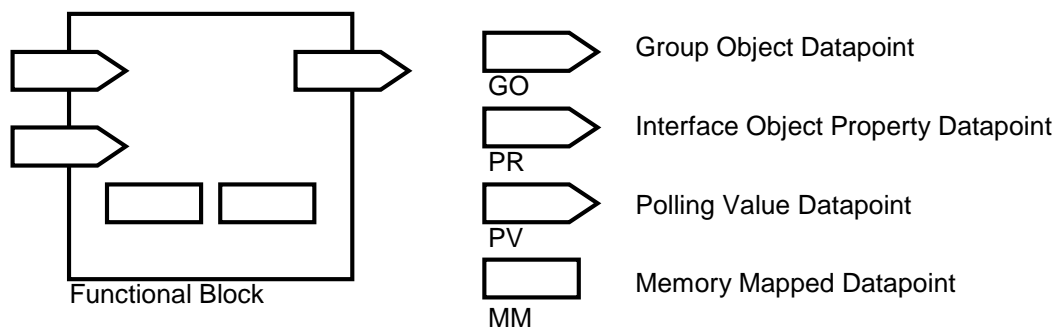 Functional Block
Group Object Datapoint
GO
Interface Object Property Datapoint
PR
Polling Value Datapoint
PV
Memory Mapped Datapoint
MM